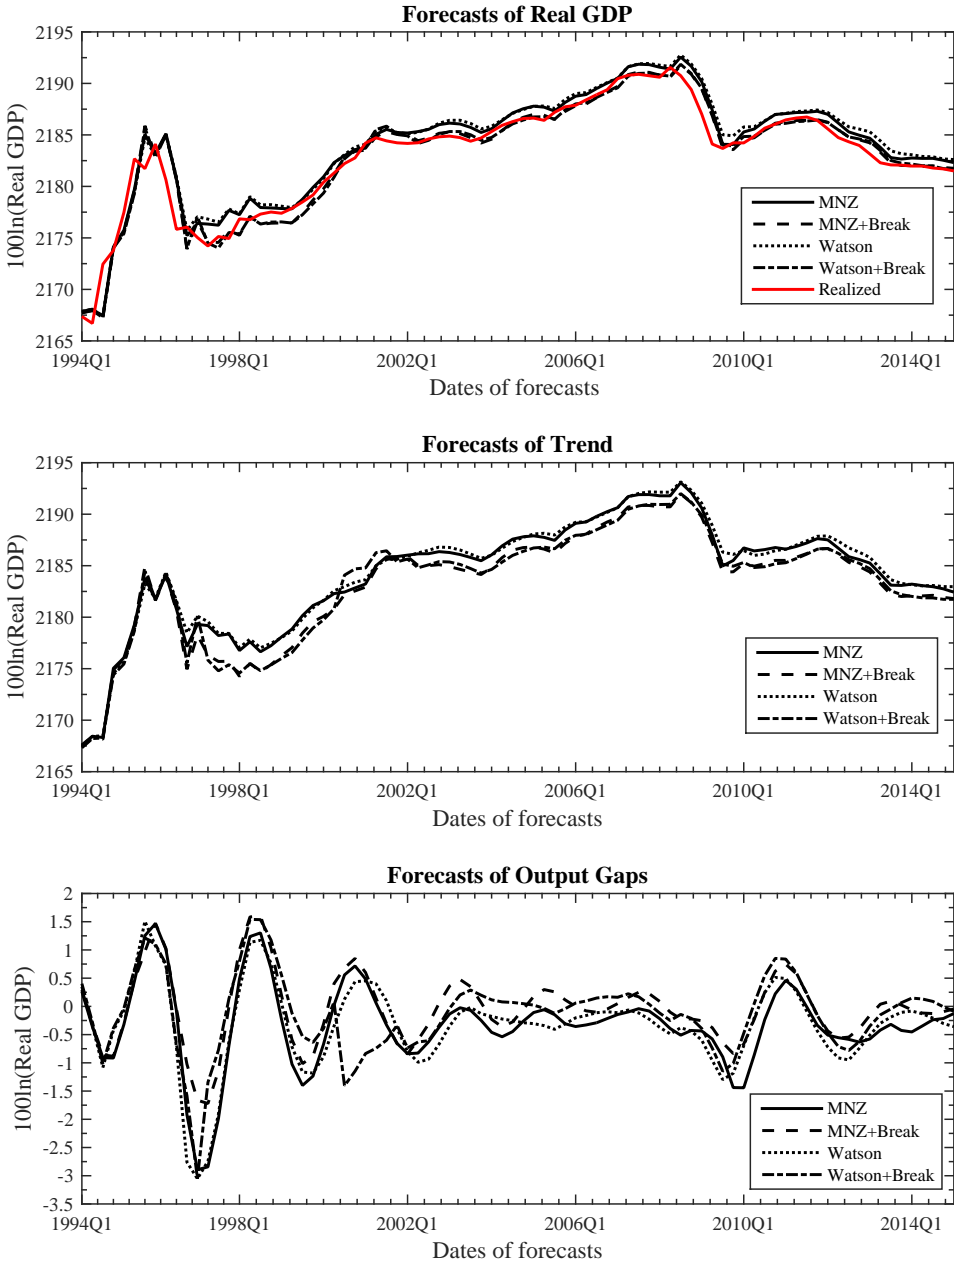 Forecasts of Real GDP
2195
2190
2185
2180
2175
2170
2165
100ln(Real GDP)
MNZ
MNZ+Break
Watson
Watson+Break
Realized
1994Q1 1998Q1 2002Q1 2006Q1 2010Q1 2014Q1
Dates of forecasts
Forecasts of Trend
2195
2190
2185
2180
2175
2170
2165
100ln(Real GDP)
MNZ
MNZ+Break
Watson
Watson+Break
1994Q1 1998Q1 2002Q1 2006Q1 2010Q1 2014Q1
Dates of forecasts
Forecasts of Output Gaps
2
1.5
1
0.5
0
-0.5
-1
-1.5
-2
-2.5
-3
-3.5
100ln(Real GDP)
MNZ
MNZ+Break
Watson
Watson+Break
1994Q1 1998Q1 2002Q1 2006Q1 2010Q1 2014Q1
Dates of forecasts